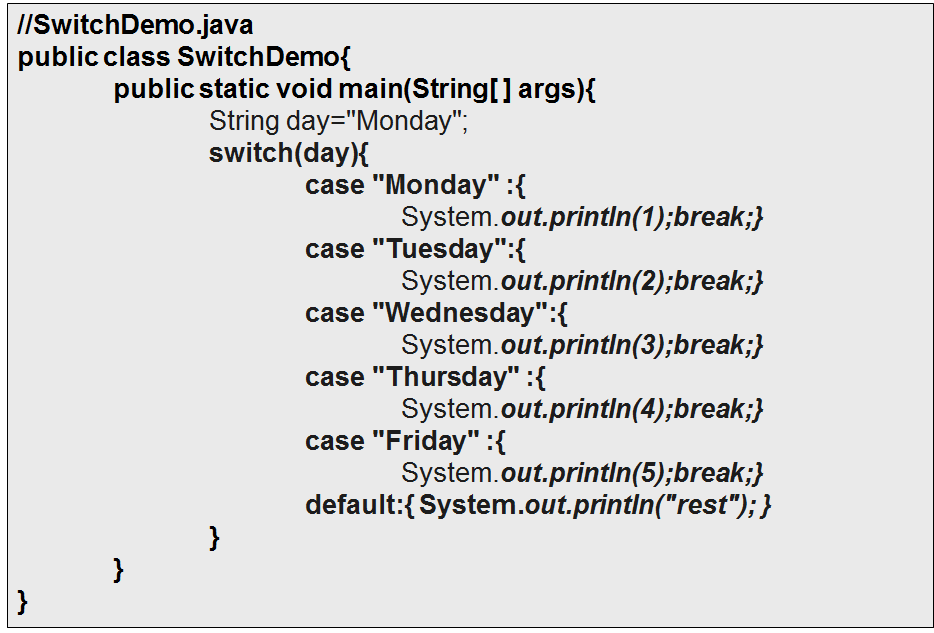 //SwitchDemo.java
public class SwitchDemo{
public static void main(String[ ] args){
String day="Monday";
switch(day){
case "Monday" :{
System.out.println(1);break;}
case "Tuesday":{
System.out.println(2);break;}
case "Wednesday":{
System.out.println(3);break;}
case "Thursday" :{
System.out.println(4);break;}
case "Friday" :{
System.out.println(5);break;}
default:{ System.out.println("rest"); }
}
}
}